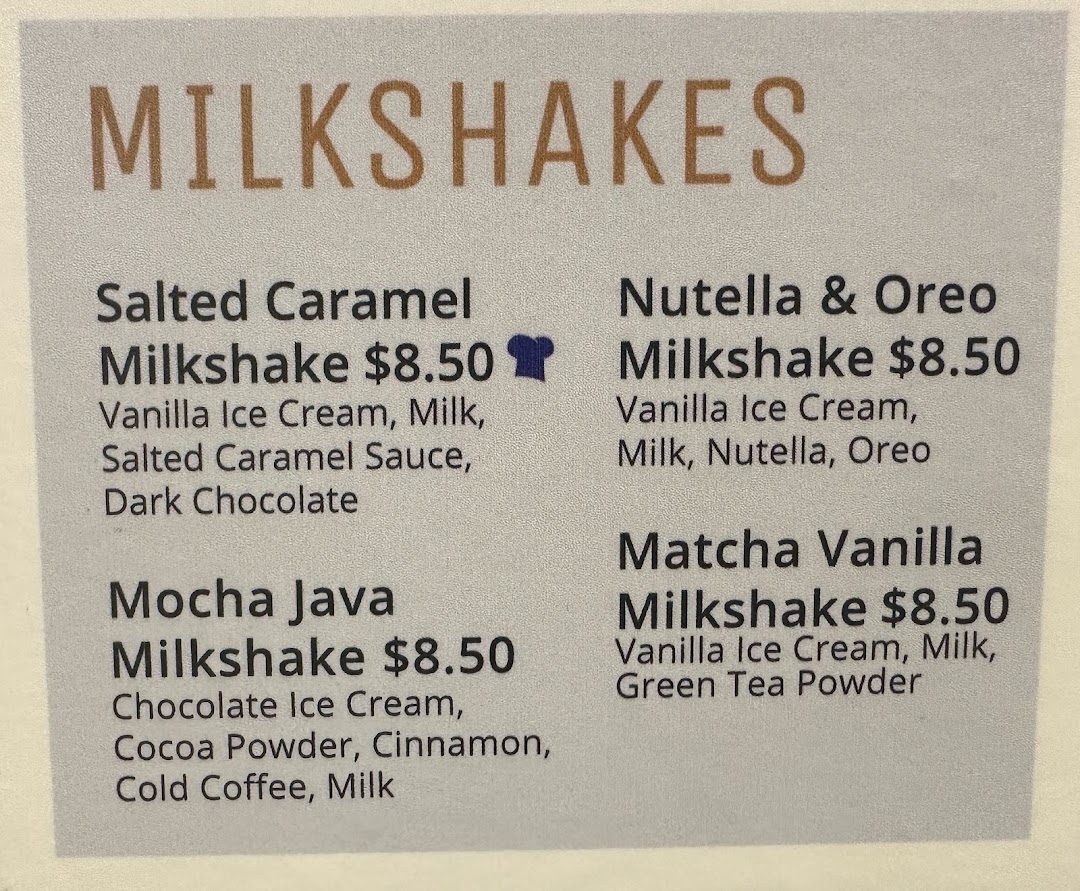 MILKSHAKES
Salted Caramel
Milkshake $8.50
Vanilla Ice Cream, Milk,
Salted Caramel Sauce,
Dark Chocolate
Mocha Java
Milkshake $8.50
Chocolate Ice Cream,
Cocoa Powder, Cinnamon,
Cold Coffee, Milk
Nutella & Oreo
Milkshake $8.50
Vanilla Ice Cream,
Milk, Nutella, Oreo
Matcha Vanilla
Milkshake $8.50
Vanilla Ice Cream, Milk,
Green Tea Powder